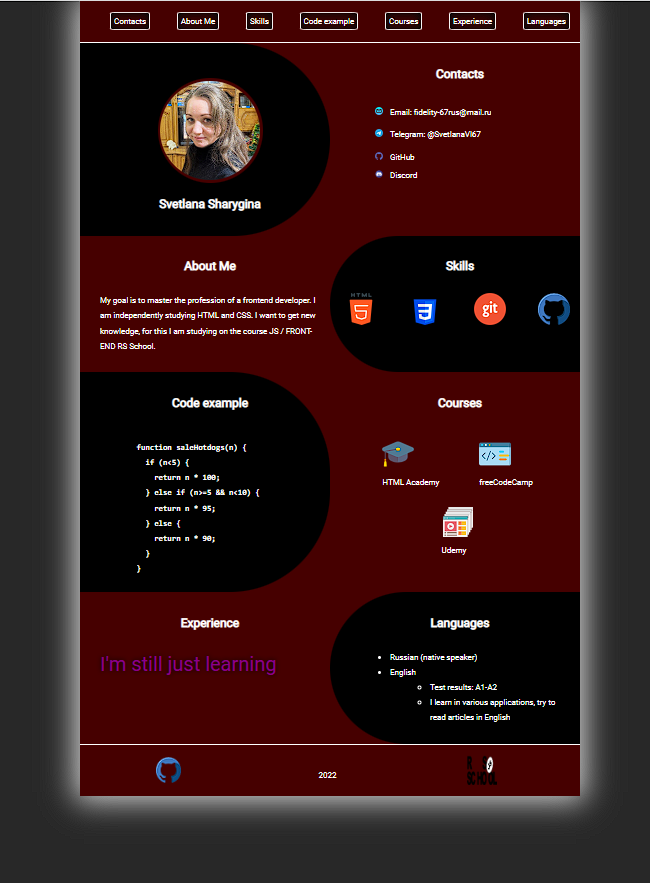 Contacts About Me Skills Code example Courses Experience Languages
Svetlana Sharygina
Contacts
Email: fidelity-67rus@mail.ru
Telegram: @SvetlanaVl67
GitHub
Discord
About Me
My goal is to master the profession of a frontend developer. I
am independently studying HTML and CSS. I want to get new
knowledge, for this I am studying on the course JS / FRONT-
END RS School.
Skills
HTML
5
3
git
Code example
function saleHotdogs(n) {
if (n<5) {
return n * 100;
} else if (n>=5 && n<10) {
return n * 95;
} else {
return n * 90;
}
}
Courses
HTML Academy
freeCodeCamp
Udemy
Experience
I'm still just learning
Languages
Russian (native speaker)
English
Test results: A1-A2
I learn in various applications, try to
read articles in English
2022